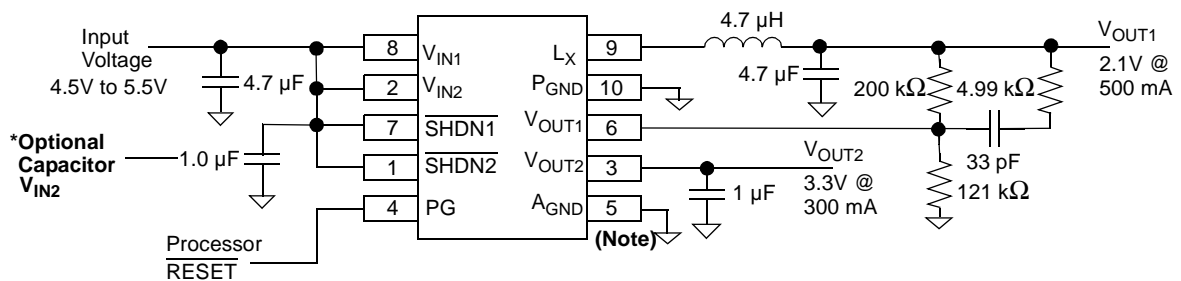 Input
Voltage
4.5V to 5.5V
4.7 µF
*Optional
Capacitor
VIN2
1.0 µF
Processor
RESET
8 VIN1
2 VIN2
7 SHDN1
1 SHDN2
4 PG
LX 9
PGND 10
VOUT1 6
VOUT2 3
AGND 5
(Note)
4.7 µH
4.7 µF
200 kΩ
4.99 kΩ
33 pF
121 kΩ
VOUT1
2.1V @
500 mA
VOUT2
3.3V @
300 mA
1 µF